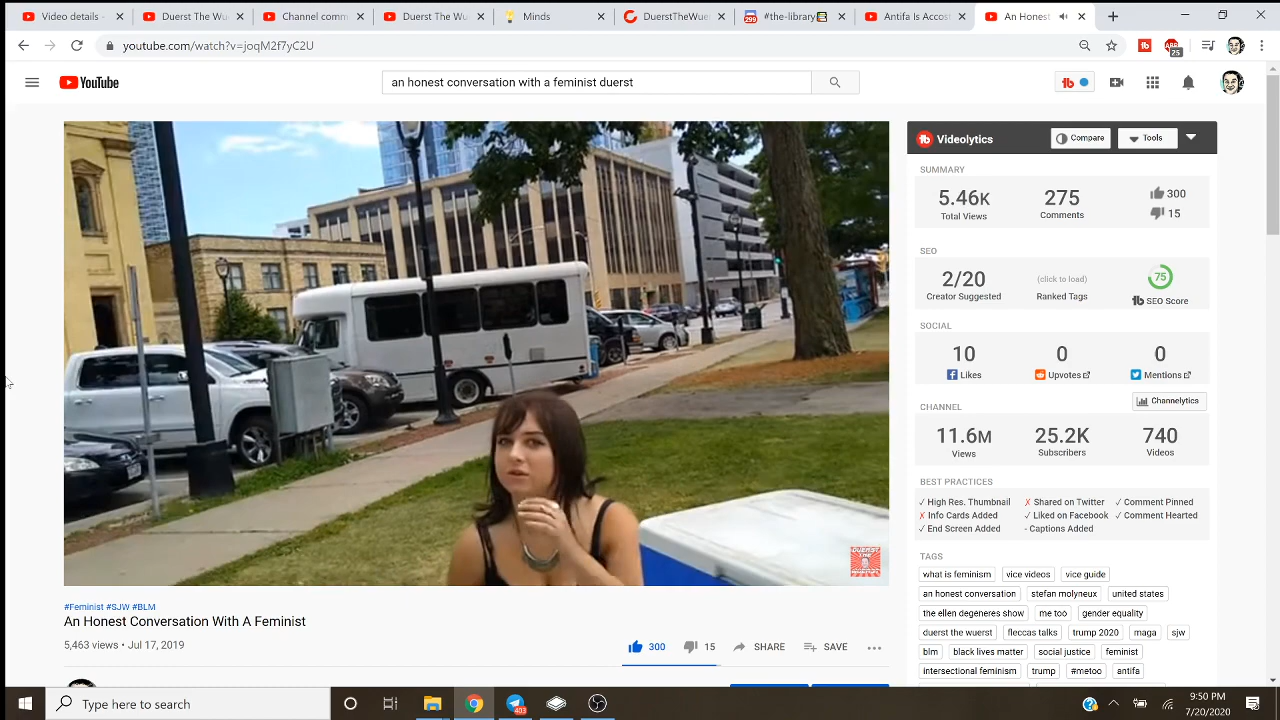 Video details
Channel comm
Duerst The Wu
Minds
DuerstTheWue
299 #the-library
Antifa Is Accost
An Honest
youtube.com/watch?v=joqM2f7yC2U
25
YouTube
an honest conversation with a feminist duerst
tb
tb Videolytics Compare Tools
SUMMARY
5.46K 275 300
Total Views Comments 15
SEO
2/20 (click to load) 75
Creator Suggested Ranked Tags tb SEO Score
SOCIAL
10 0 0
Likes Upvotes Mentions
CHANNEL Channelytics
11.6M 25.2K 740
Views Subscribers Videos
BEST PRACTICES
✓ High Res. Thumbnail ✗ Shared on Twitter ✓ Comment Pinned
✗ Info Cards Added ✓ Liked on Facebook ✓ Comment Hearted
✓ End Screen Added - Captions Added
TAGS
what is feminism vice videos vice guide
an honest conversation stefan molyneux united states
the ellen degeneres show me too gender equality
duerst the wuerst fleccas talks trump 2020 maga sjw
blm black lives matter social justice feminist
intersectional feminism trump #metoo antifa
DUERST THE
#Feminist #SJW #BLM
An Honest Conversation With A Feminist
5,463 views • Jul 17, 2019
300 15 SHARE SAVE
Type here to search
403
9:50 PM
7/20/2020